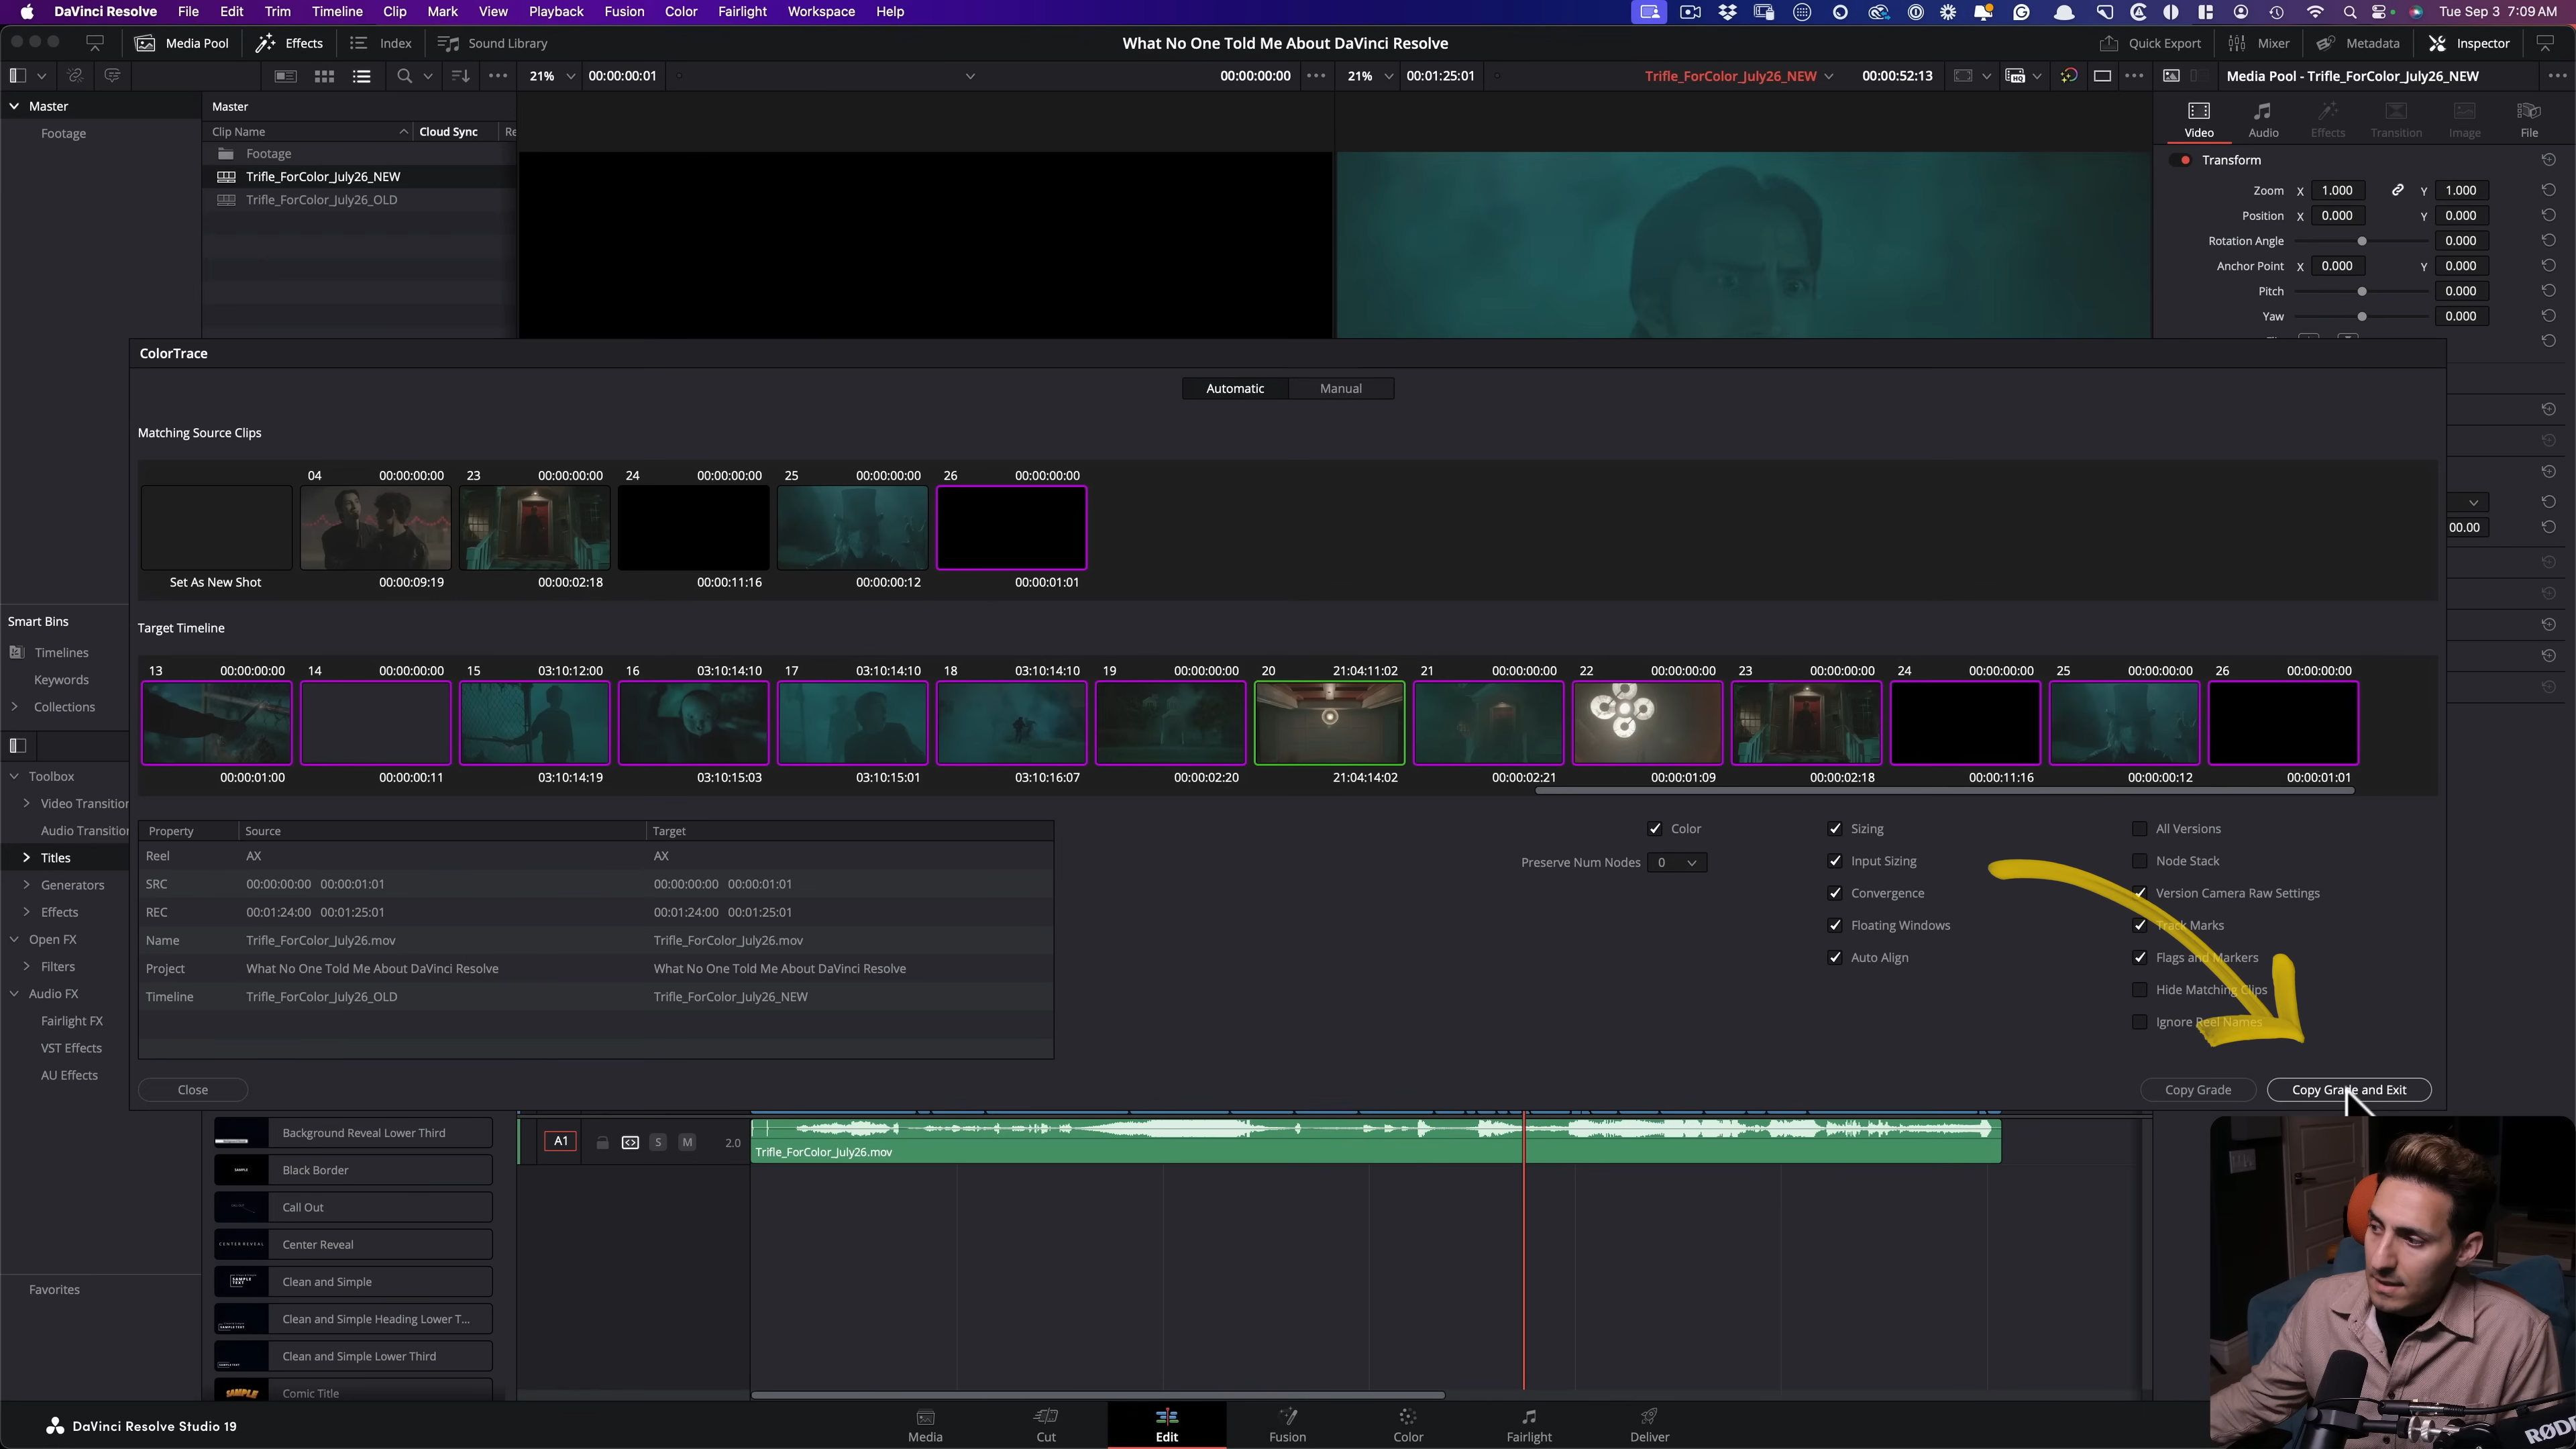 DaVinci Resolve File Edit Trim Timeline Clip Mark View Playback Fusion Color Fairlight Workspace Help Tue Sep 3 7:09 AM
Media Pool Effects Index Sound Library What No One Told Me About DaVinci Resolve Quick Export Mixer Metadata Inspector
21% 00:00:00:01 00:00:00:00 21% 00:01:25:01 Trifle_ForColor_July26_NEW 00:00:52:13 Media Pool - Trifle_ForColor_July26_NEW
Master
Footage
Master
Clip Name Cloud Sync Re
Footage
Trifle_ForColor_July26_NEW
Trifle_ForColor_July26_OLD
Video Audio Effects Transition Image File
Transform
Zoom X 1.000 Y 1.000
Position X 0.000 Y 0.000
Rotation Angle 0.000
Anchor Point X 0.000 Y 0.000
Pitch 0.000
Yaw 0.000
00.00
ColorTrace
Automatic Manual
Matching Source Clips
04 00:00:00:00 23 00:00:00:00 24 00:00:00:00 25 00:00:00:00 26 00:00:00:00
Set As New Shot 00:00:09:19 00:00:02:18 00:00:11:16 00:00:00:12 00:00:01:01
Target Timeline
13 00:00:00:00 14 00:00:00:00 15 03:10:12:00 16 03:10:14:10 17 03:10:14:10 18 03:10:14:10 19 00:00:00:00 20 21:04:11:02 21 00:00:00:00 22 00:00:00:00 23 00:00:00:00 24 00:00:00:00 25 00:00:00:00 26 00:00:00:00
00:00:01:00 00:00:00:11 03:10:14:19 03:10:15:03 03:10:15:01 03:10:16:07 00:00:02:20 21:04:14:02 00:00:02:21 00:00:01:09 00:00:02:18 00:00:11:16 00:00:00:12 00:00:01:01
Property Source Target
Reel AX AX
SRC 00:00:00:00 00:00:01:01 00:00:00:00 00:00:01:01
REC 00:01:24:00 00:01:25:01 00:01:24:00 00:01:25:01
Name Trifle_ForColor_July26.mov Trifle_ForColor_July26.mov
Project What No One Told Me About DaVinci Resolve What No One Told Me About DaVinci Resolve
Timeline Trifle_ForColor_July26_OLD Trifle_ForColor_July26_NEW
Color
Preserve Num Nodes 0
Sizing
Input Sizing
Convergence
Floating Windows
Auto Align
All Versions
Node Stack
Version Camera Raw Settings
Track Marks
Flags and Markers
Hide Matching Clips
Ignore Reel Names
Close Copy Grade Copy Grade and Exit
Smart Bins
Timelines
Keywords
Collections
Toolbox
Video Transition
Audio Transition
Titles
Generators
Effects
Open FX
Filters
Audio FX
Fairlight FX
VST Effects
AU Effects
Favorites
Background Reveal Lower Third
SAMPLE Black Border
Call Out
CENTER REVEAL Center Reveal
SAMPLE TEXT Clean and Simple
Clean and Simple Heading Lower T...
Clean and Simple Lower Third
SAMPLE Comic Title
A1 S M 2.0
Trifle_ForColor_July26.mov
DaVinci Resolve Studio 19
Media Cut Edit Fusion Color Fairlight Deliver
RØDE